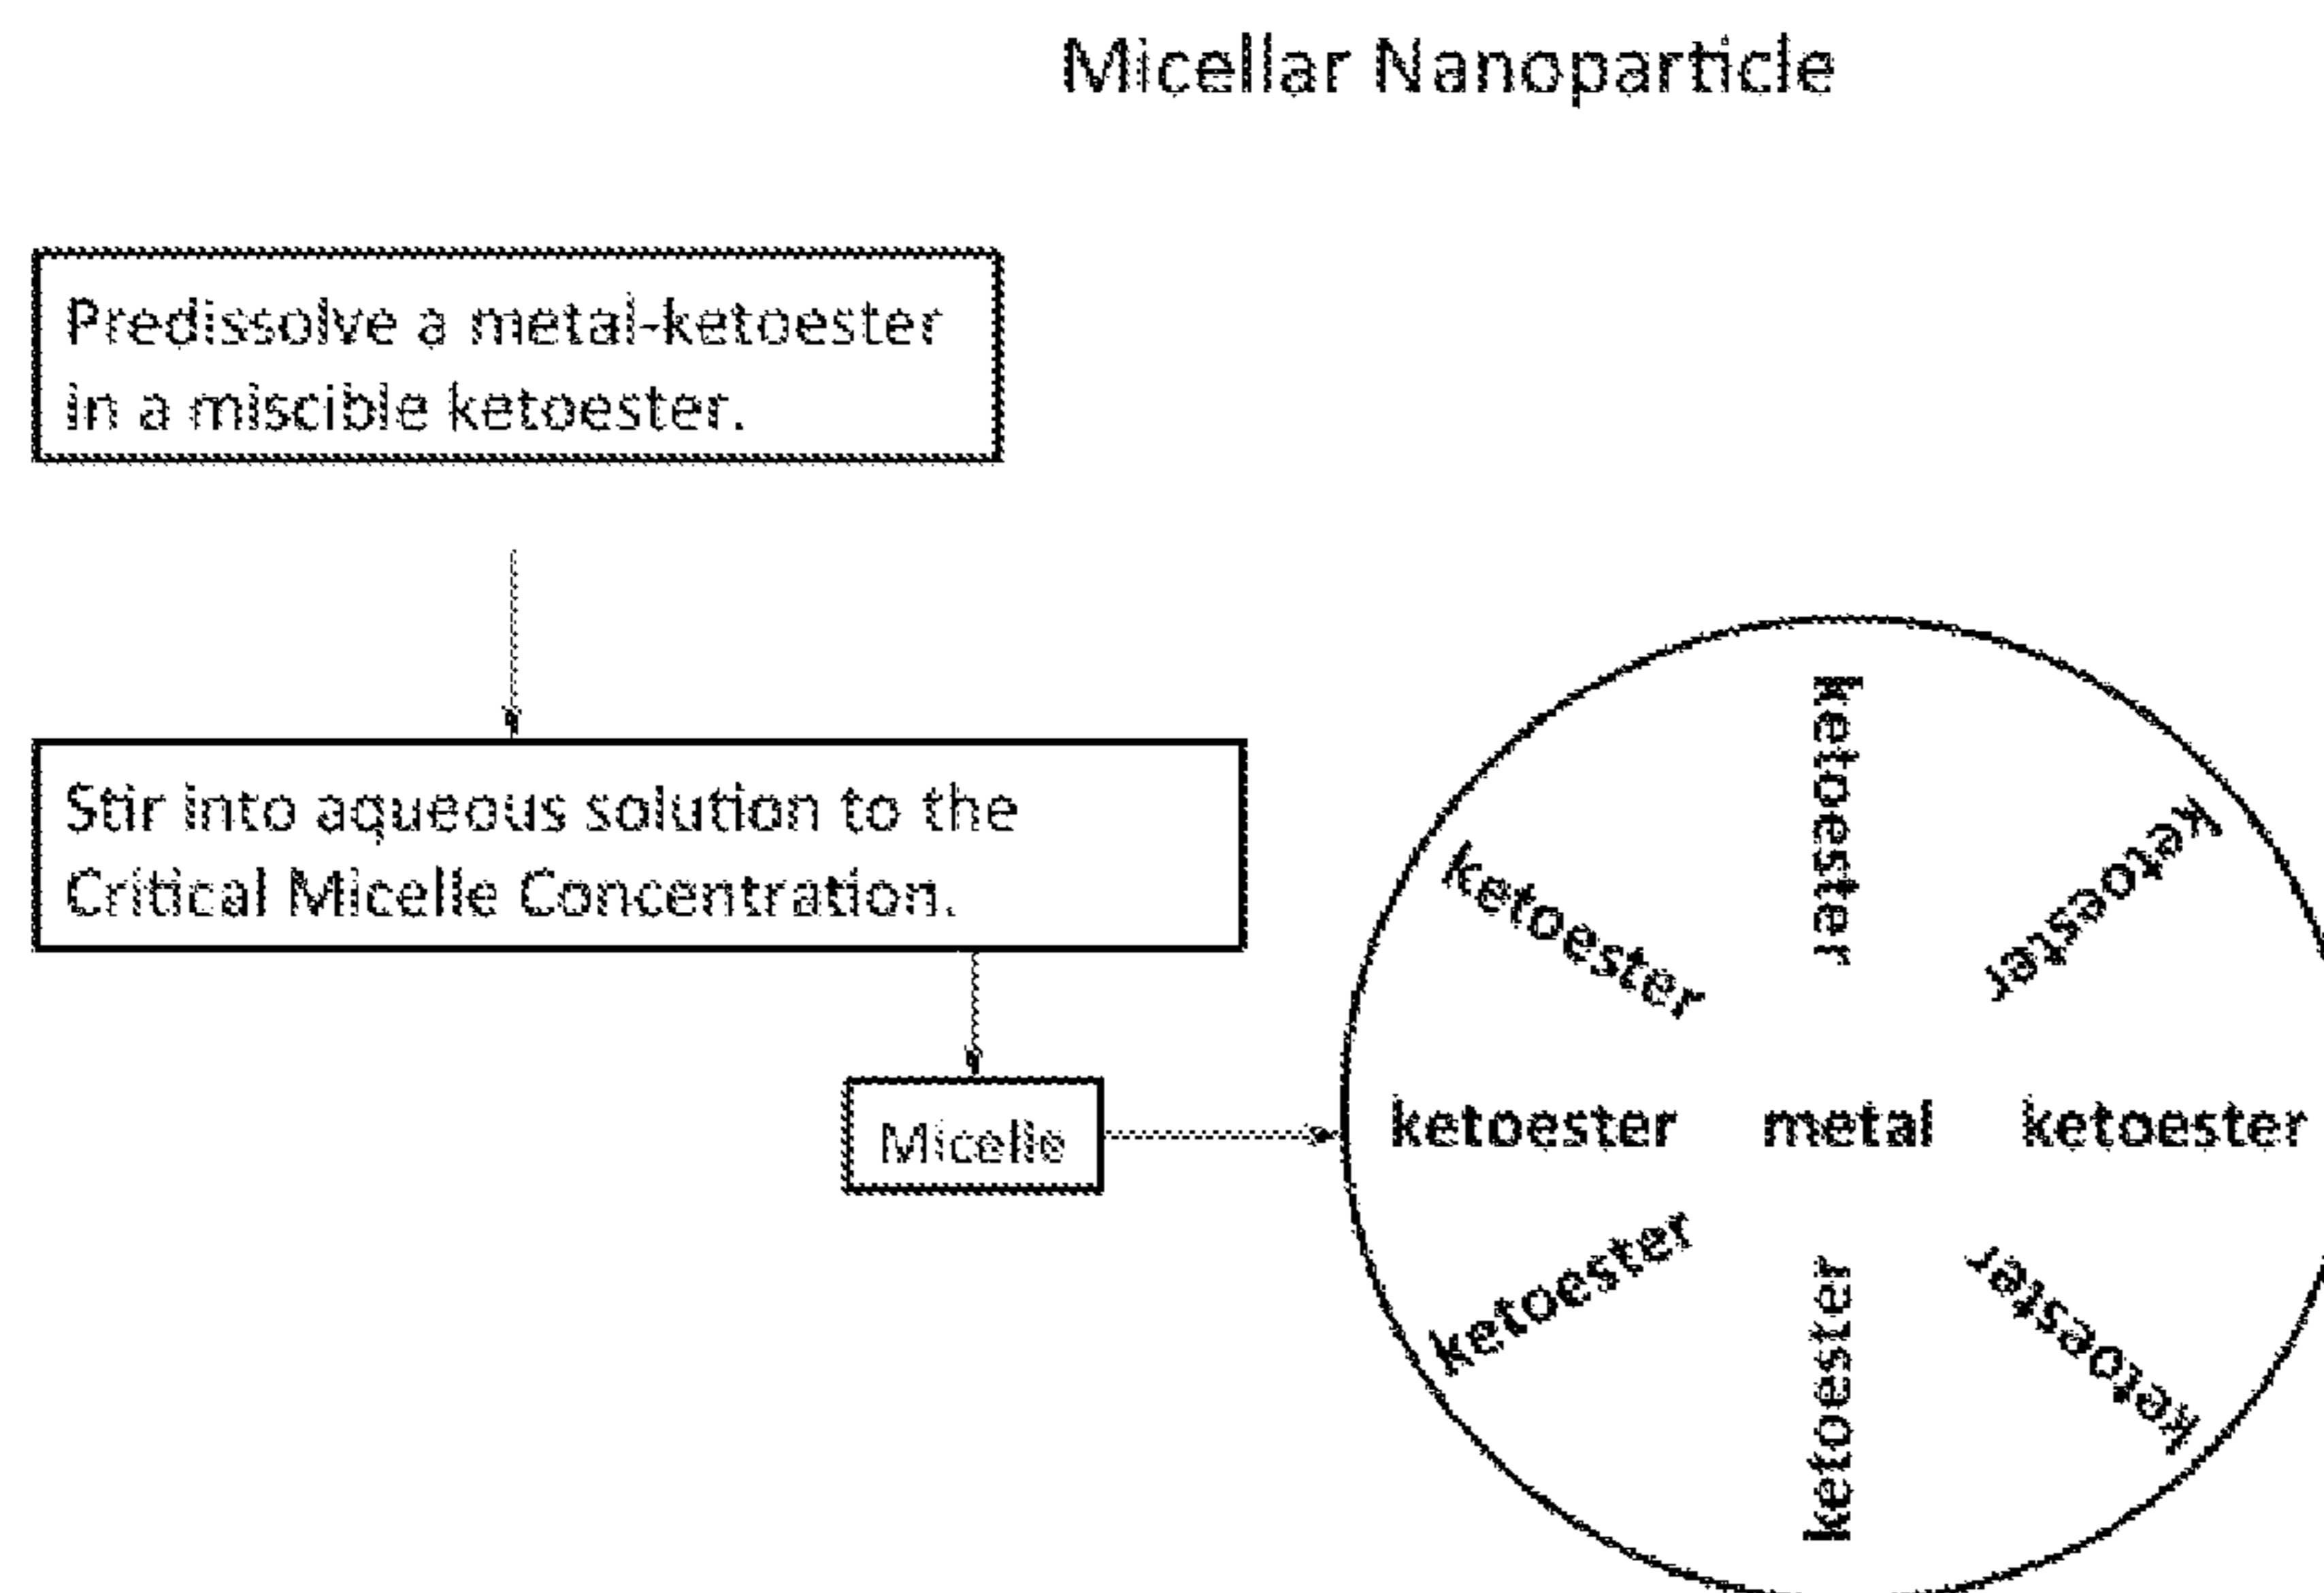 Micellar Nanoparticle
Predissolve a metal-ketoester
in a miscible ketoester.
Stir into aqueous solution to the
Critical Micelle Concentration.
Micelle
ketoester
ketoester
ketoester
ketoester metal ketoester
ketoester
ketoester
ketoester